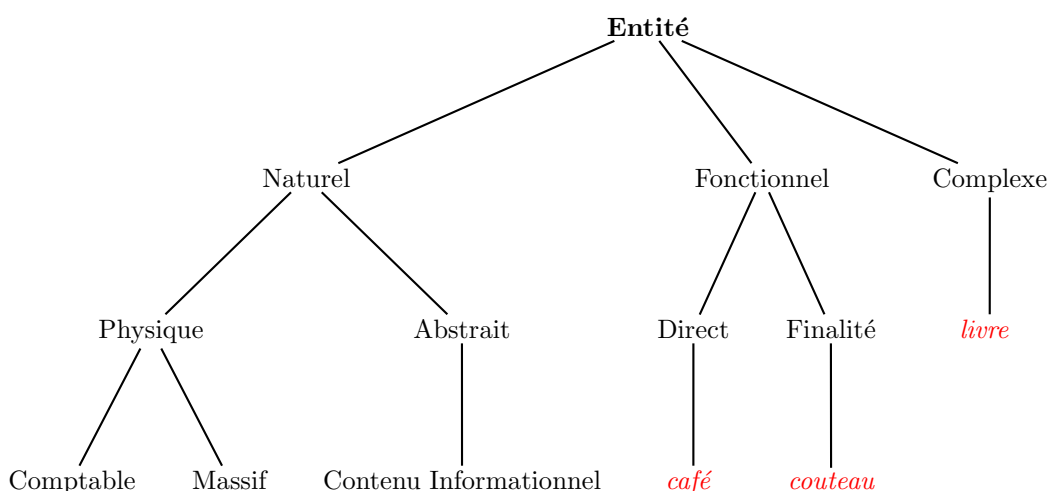 Entité
Naturel Fonctionnel Complexe
Physique Abstrait Direct Finalité livre
Comptable Massif Contenu Informationnel café couteau